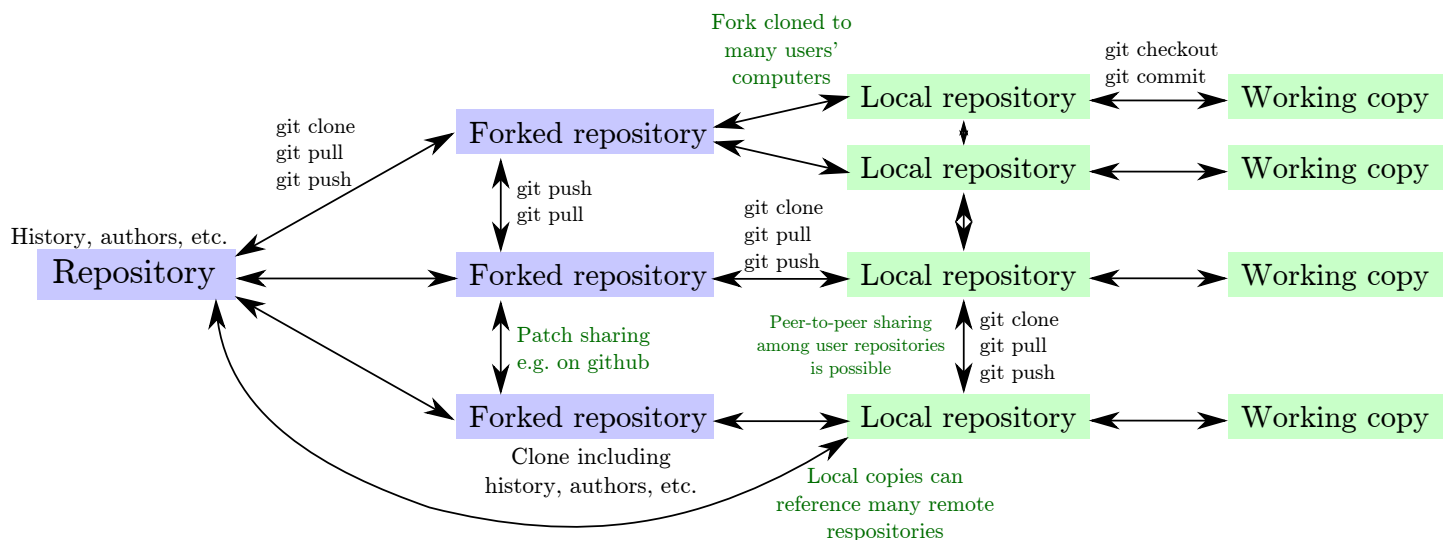 Fork cloned to
many users'
computers
git checkout
git commit
Local repository
Working copy
git clone
git pull
git push
Forked repository
Local repository
Working copy
git push
git pull
git clone
git pull
git push
History, authors, etc.
Repository
Forked repository
Local repository
Working copy
Patch sharing
e.g. on github
Peer-to-peer sharing
among user repositories
is possible
git clone
git pull
git push
Forked repository
Local repository
Working copy
Clone including
history, authors, etc.
Local copies can
reference many remote
respositories